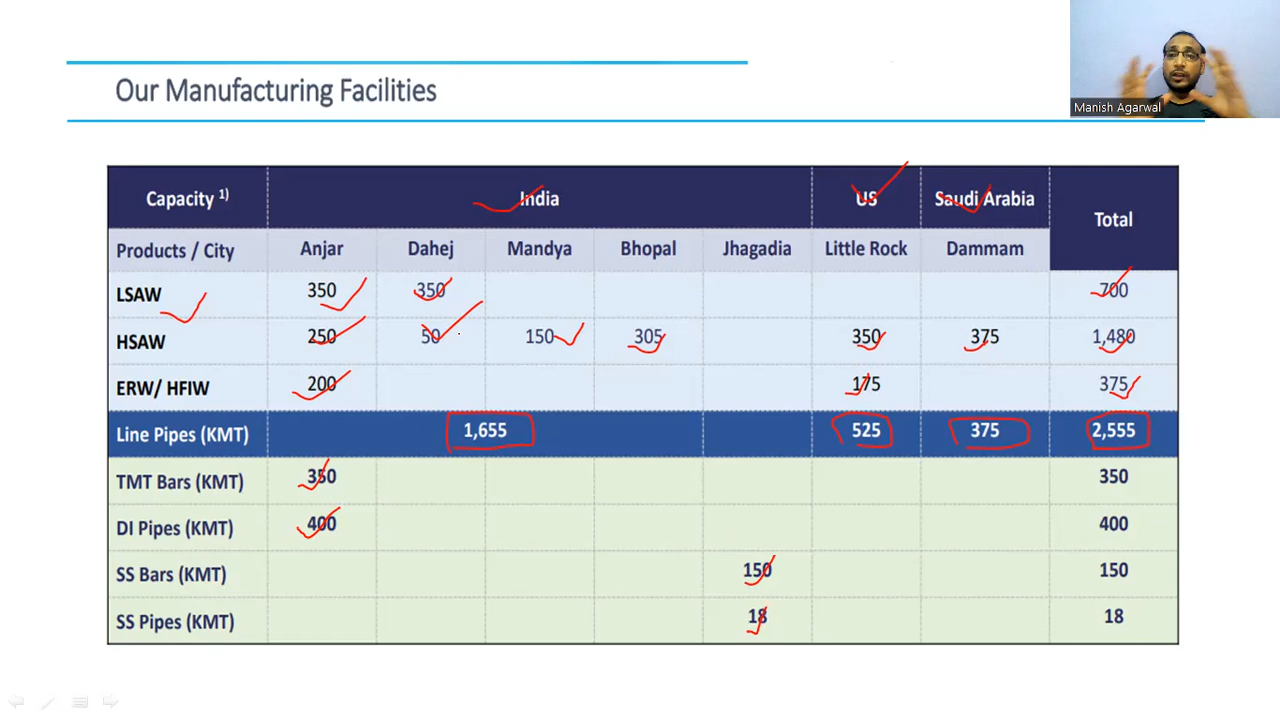 Manish Agarwal
Our Manufacturing Facilities
Capacity 1) India US Saudi Arabia Total
Products / City Anjar Dahej Mandya Bhopal Jhagadia Little Rock Dammam
LSAW 350 350 700
HSAW 250 50 150 305 350 375 1,480
ERW/ HFIW 200 175 375
Line Pipes (KMT) 1,655 525 375 2,555
TMT Bars (KMT) 350 350
DI Pipes (KMT) 400 400
SS Bars (KMT) 150 150
SS Pipes (KMT) 18 18